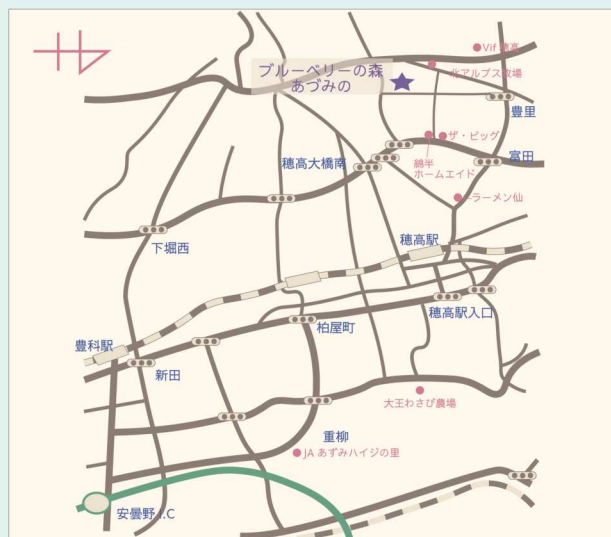 Vif 穂高
ブルーベリーの森
あづみの
北アルプス牧場
豊里
ザ・ビッグ
富田
穂高大橋南
綿半
ホームエイド
ラーメン仙
下堀西
穂高駅
穂高駅入口
柏屋町
豊科駅
新田
大王わさび農場
重柳
JA あずみハイジの里
安曇野 I.C